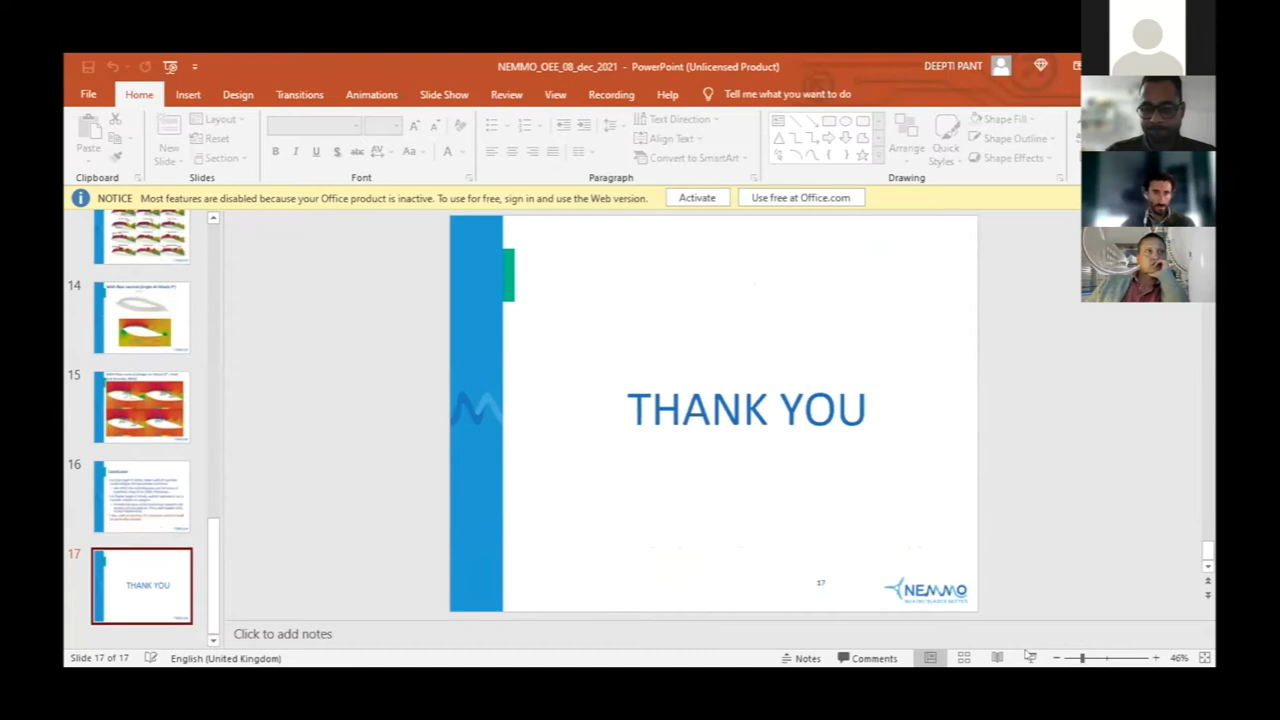 NEMMO_OEE_08_dec_2021 - PowerPoint (Unlicensed Product)
DEEPTI PANT
File Home Insert Design Transitions Animations Slide Show Review View Recording Help Tell me what you want to do
Paste
New
Slide
Layout
Reset
Section
B I U S abc AV Aa A
Text Direction
Align Text
Convert to SmartArt
Arrange
Quick
Styles
Shape Fill
Shape Outline
Shape Effects
Clipboard Slides Font Paragraph Drawing
NOTICE Most features are disabled because your Office product is inactive. To use for free, sign in and use the Web version. Activate Use free at Office.com
14
15
16
Conclusion
17
THANK YOU
THANK YOU
17
NEMMO
MAKING BLADES BETTER
Click to add notes
Slide 17 of 17 English (United Kingdom) Notes Comments 46%